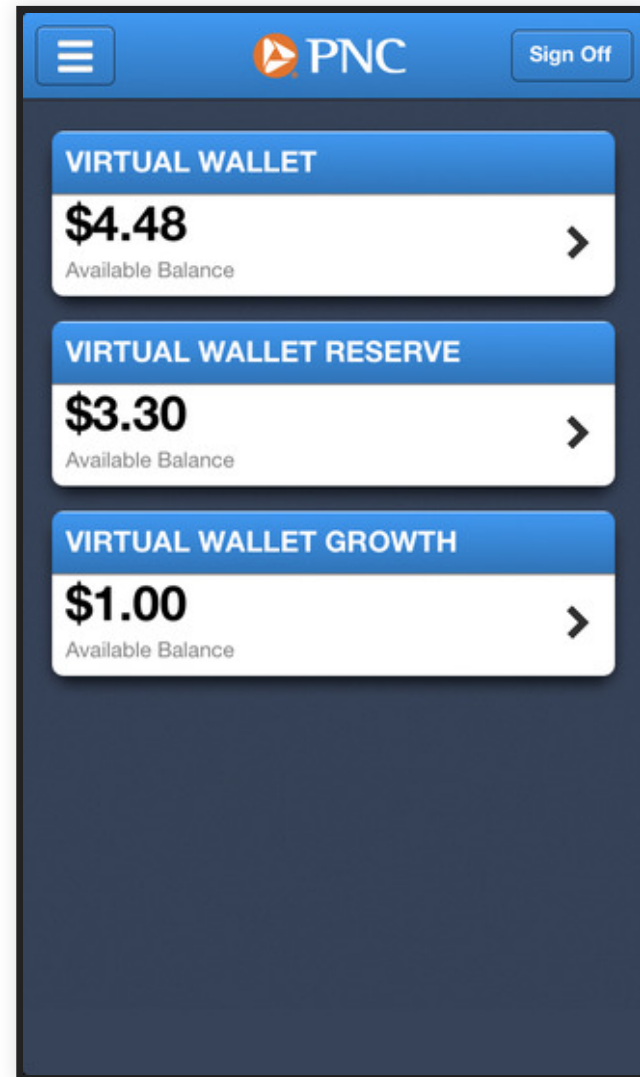 PNC
Sign Off
VIRTUAL WALLET
$4.48
Available Balance
VIRTUAL WALLET RESERVE
$3.30
Available Balance
VIRTUAL WALLET GROWTH
$1.00
Available Balance